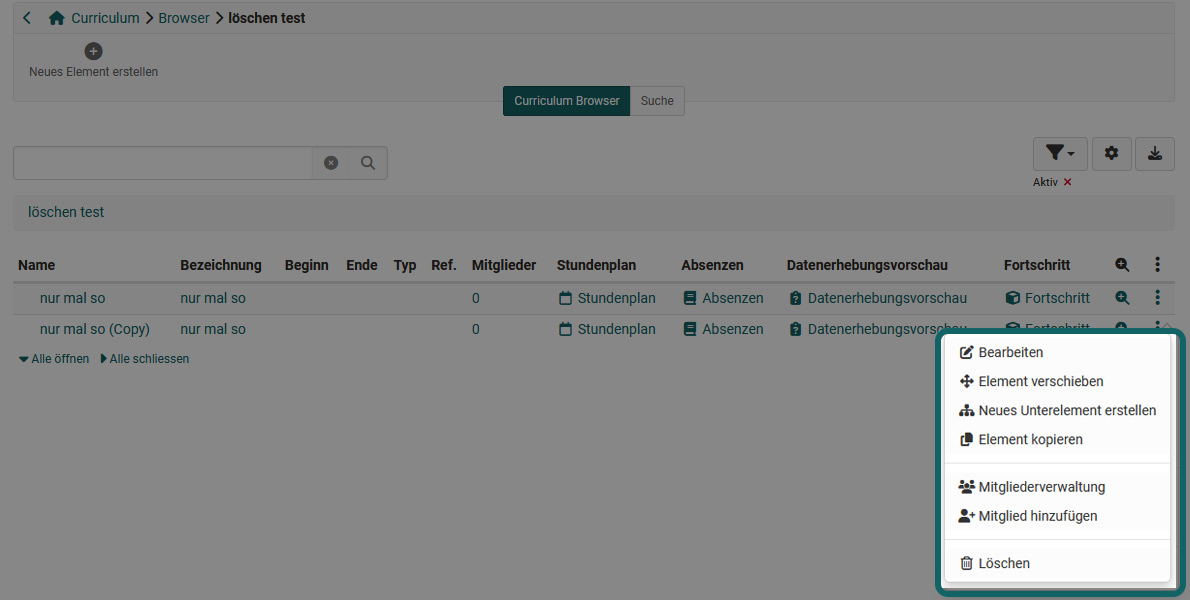 Curriculum Browser löschen test
Neues Element erstellen
Curriculum Browser Suche
Aktiv
löschen test
Name Bezeichnung Beginn Ende Typ Ref. Mitglieder Stundenplan Absenzen Datenerhebungsvorschau Fortschritt
nur mal so nur mal so 0 Stundenplan Absenzen Datenerhebungsvorschau Fortschritt
nur mal so (Copy) nur mal so 0 Stundenplan Absenzen Datenerhebungsvorschau Fortschritt
Alle öffnen Alle schliessen
Bearbeiten
Element verschieben
Neues Unterelement erstellen
Element kopieren
Mitgliederverwaltung
Mitglied hinzufügen
Löschen